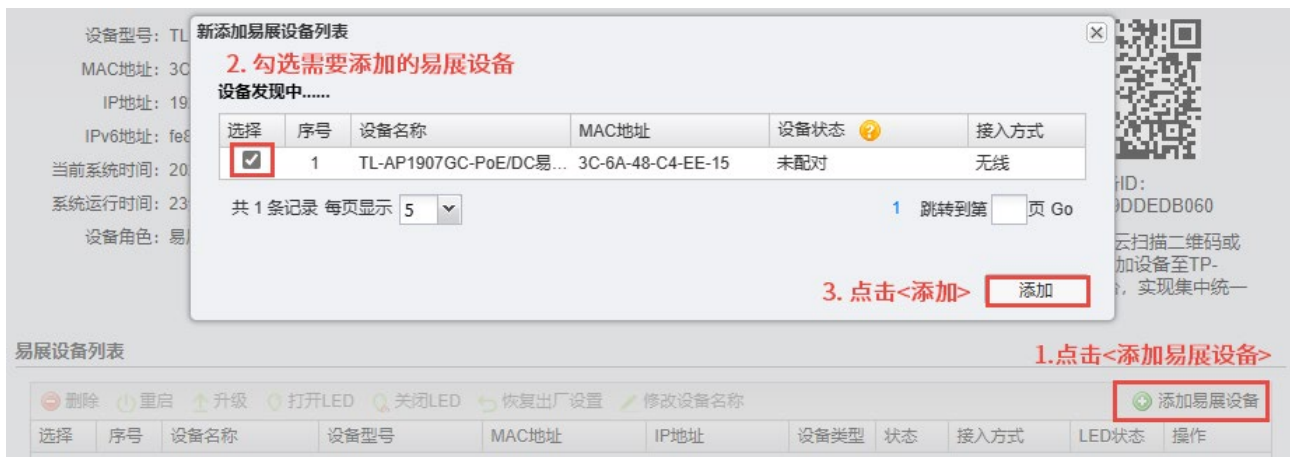 设备型号: TL
MAC地址: 3C
IP地址: 19
IPv6地址: fe8
当前系统时间: 20
系统运行时间: 23
设备角色: 易
新添加易展设备列表
2. 勾选需要添加的易展设备
设备发现中......
选择 序号 设备名称 MAC地址 设备状态 接入方式
1 TL-AP1907GC-PoE/DC易... 3C-6A-48-C4-EE-15 未配对 无线
共 1 条记录 每页显示 5 1 跳转到第 页 Go
3. 点击<添加> 添加
ID:
DDEDB060
云扫描二维码或
加设备至TP-
，实现集中统一
易展设备列表
1.点击<添加易展设备>
删除 重启 升级 打开LED 关闭LED 恢复出厂设置 修改设备名称 添加易展设备
选择 序号 设备名称 设备型号 MAC地址 IP地址 设备类型 状态 接入方式 LED状态 操作